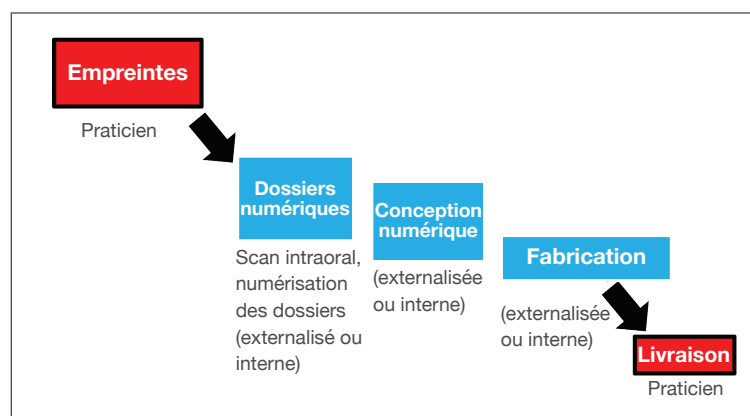 Empreintes
Praticien
Dossiers
numériques
Scan intraoral,
numérisation
des dossiers
(externalisé ou
interne)
Conception
numérique
(externalisée
ou interne)
Fabrication
(externalisée
ou interne)
Livraison
Praticien